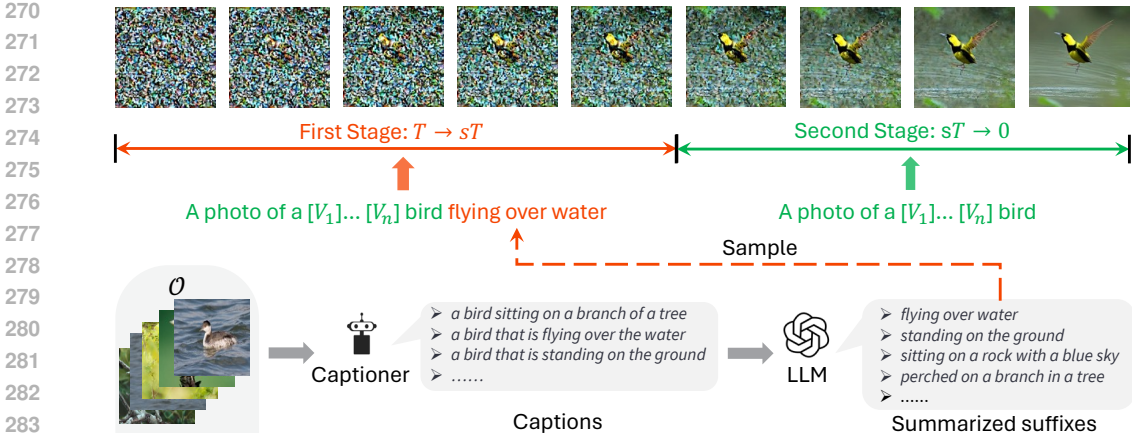 270
271
272
273
274
275
276
277
278
279
280
281
282
283
First Stage: T → sT
Second Stage: sT → 0
A photo of a [V₁]... [Vₙ] bird flying over water
A photo of a [V₁]... [Vₙ] bird
Sample
𝒪
Captioner
➢ a bird sitting on a branch of a tree
➢ a bird that is flying over the water
➢ a bird that is standing on the ground
➢ ......
Captions
LLM
➢ flying over water
➢ standing on the ground
➢ sitting on a rock with a blue sky
➢ perched on a branch in a tree
➢ ......
Summarized suffixes